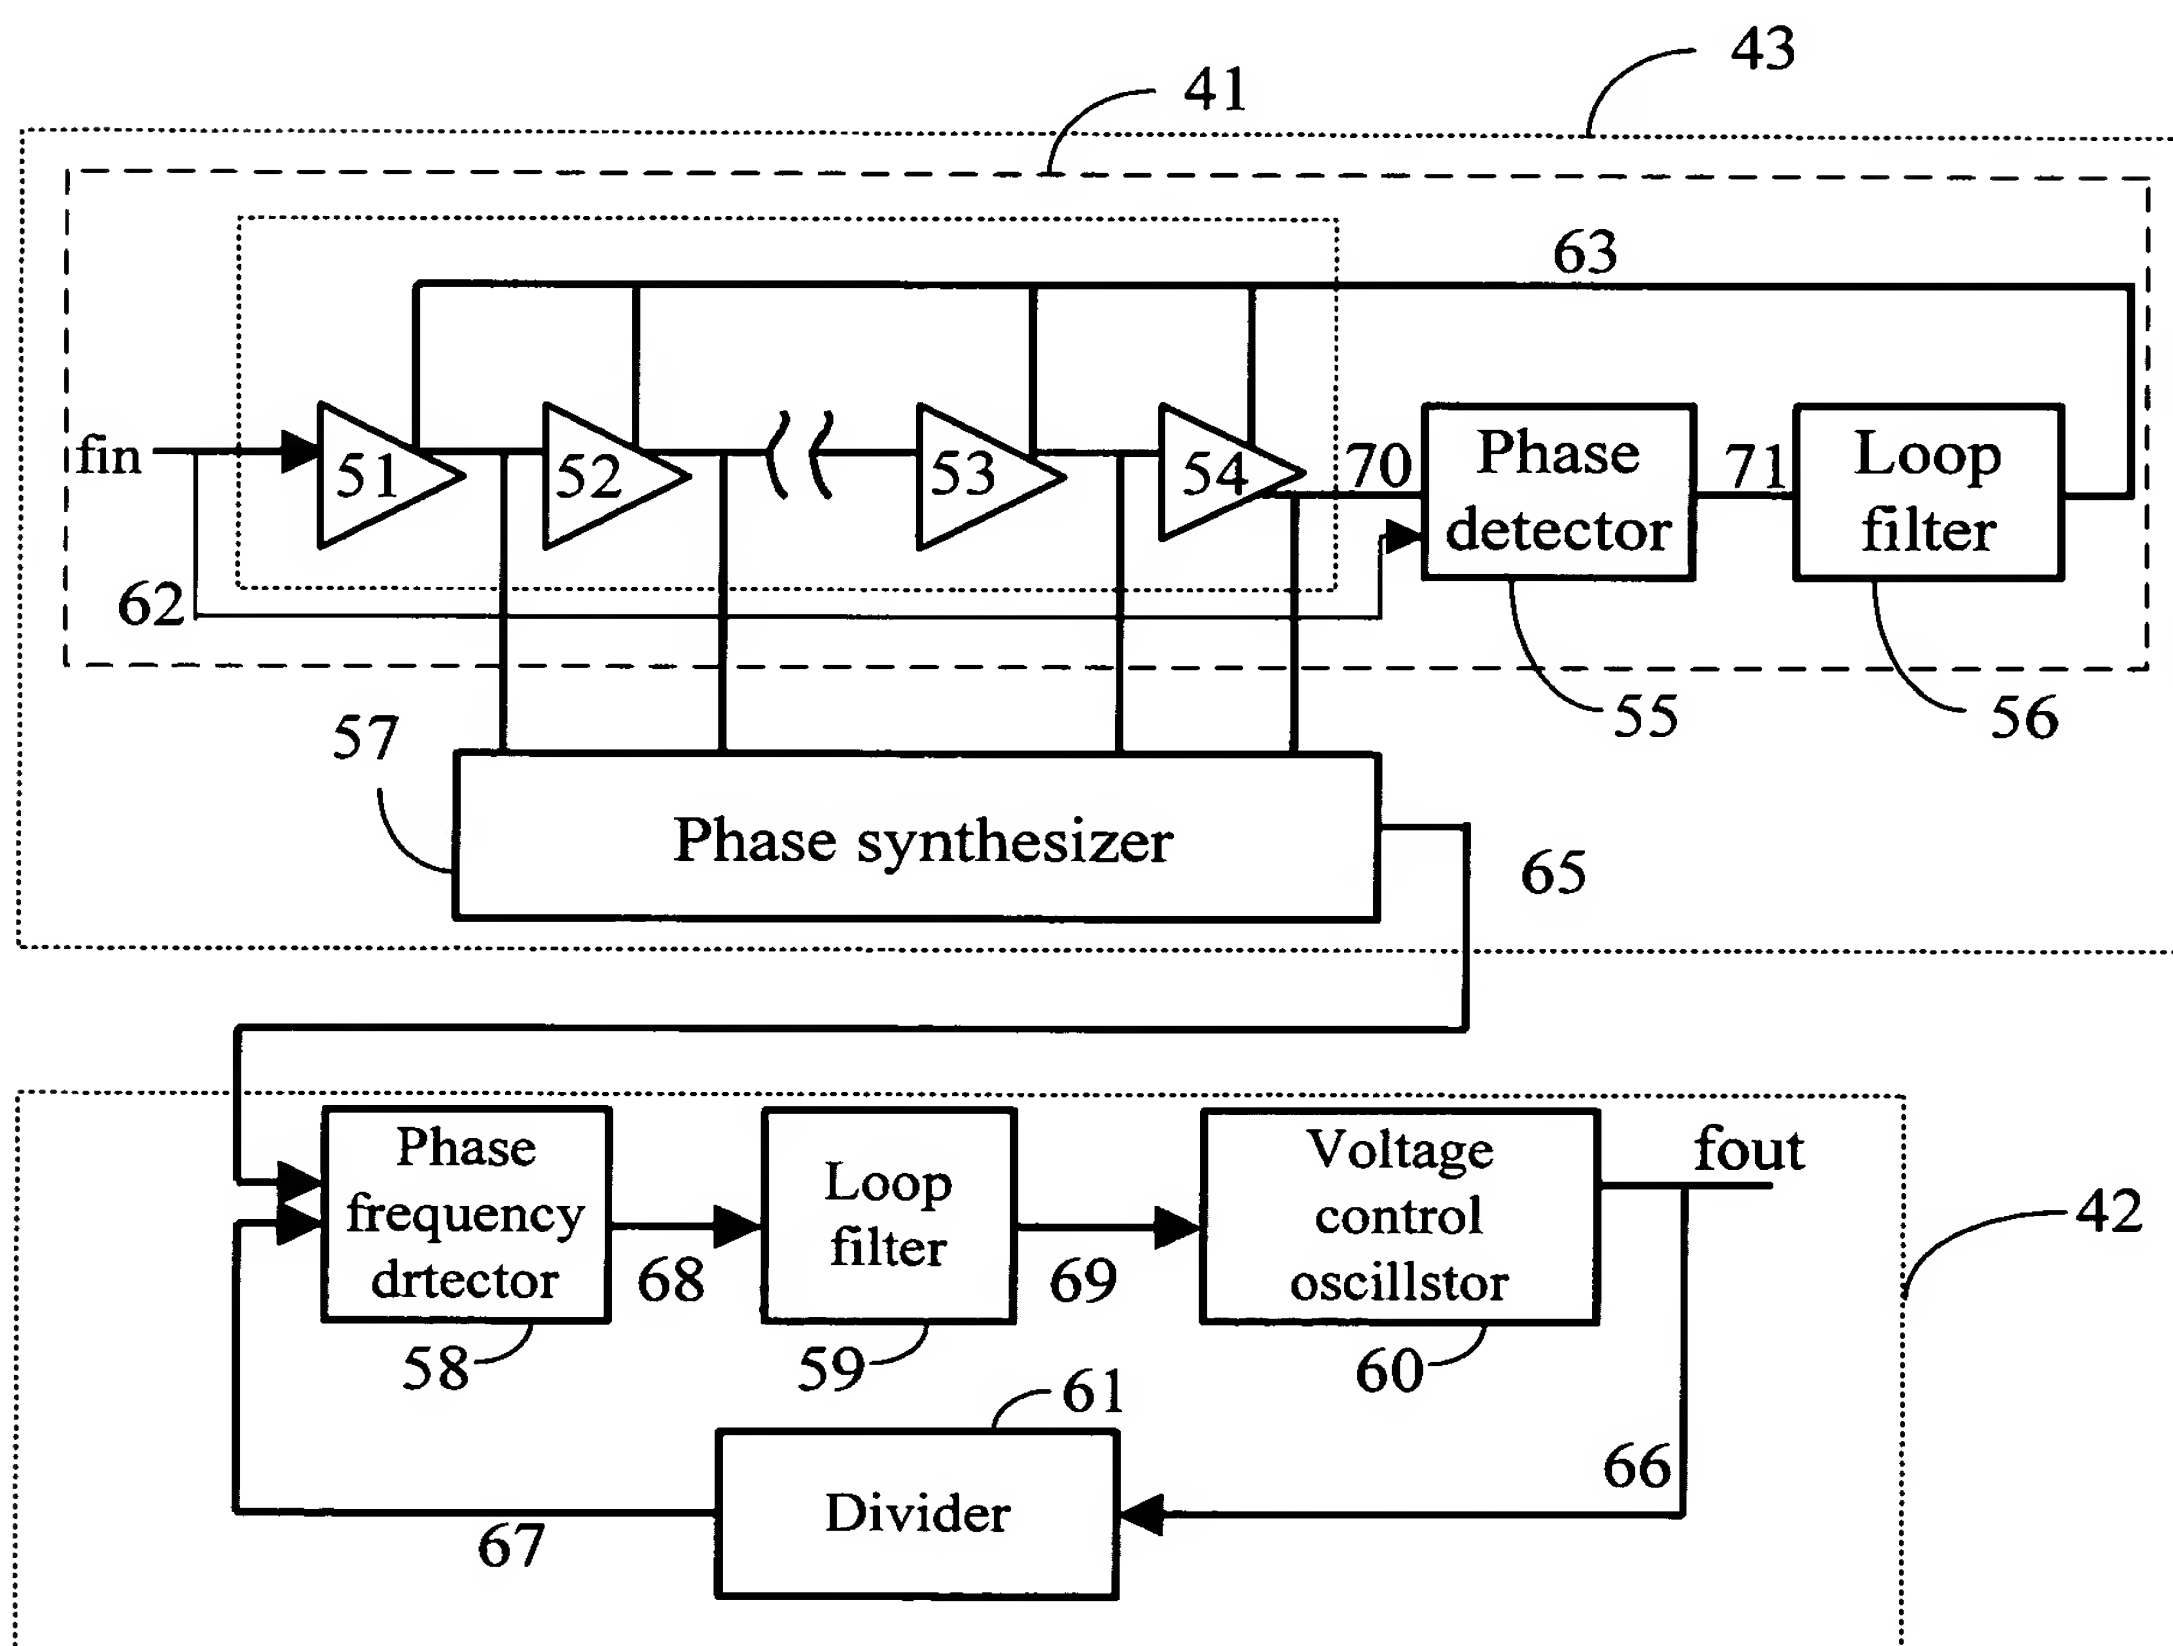 43
41
63
fin
51
52
53
54
70
Phase
detector
71
Loop
filter
62
55
56
57
Phase synthesizer
65
Phase
frequency
drtector
58
68
Loop
filter
59
69
Voltage
control
oscillstor
60
fout
42
61
Divider
66
67